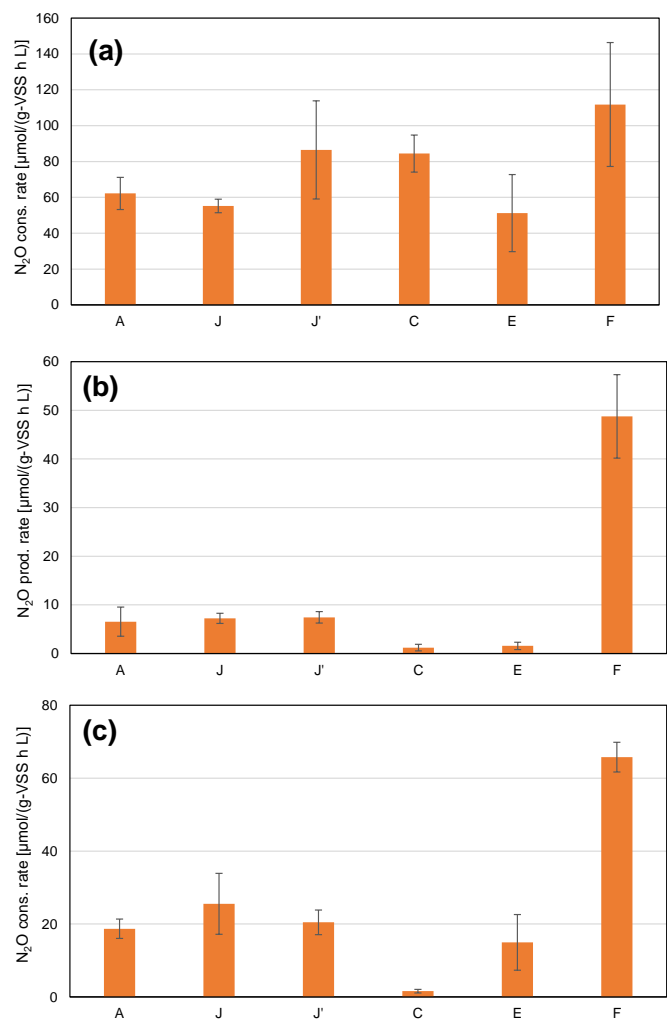 (a)
N₂O cons. rate [µmol/(g-VSS h L)]
160
140
120
100
80
60
40
20
0
A J J' C E F
(b)
N₂O prod. rate [µmol/(g-VSS h L)]
60
50
40
30
20
10
0
A J J' C E F
(c)
N₂O cons. rate [µmol/(g-VSS h L)]
80
60
40
20
0
A J J' C E F